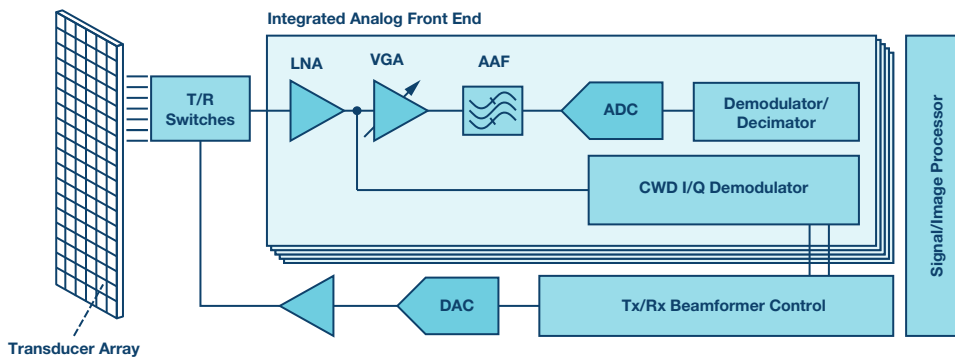 Integrated Analog Front End
LNA
VGA
AAF
T/R
Switches
ADC
Demodulator/
Decimator
CWD I/Q Demodulator
Signal/Image Processor
DAC
Tx/Rx Beamformer Control
Transducer Array